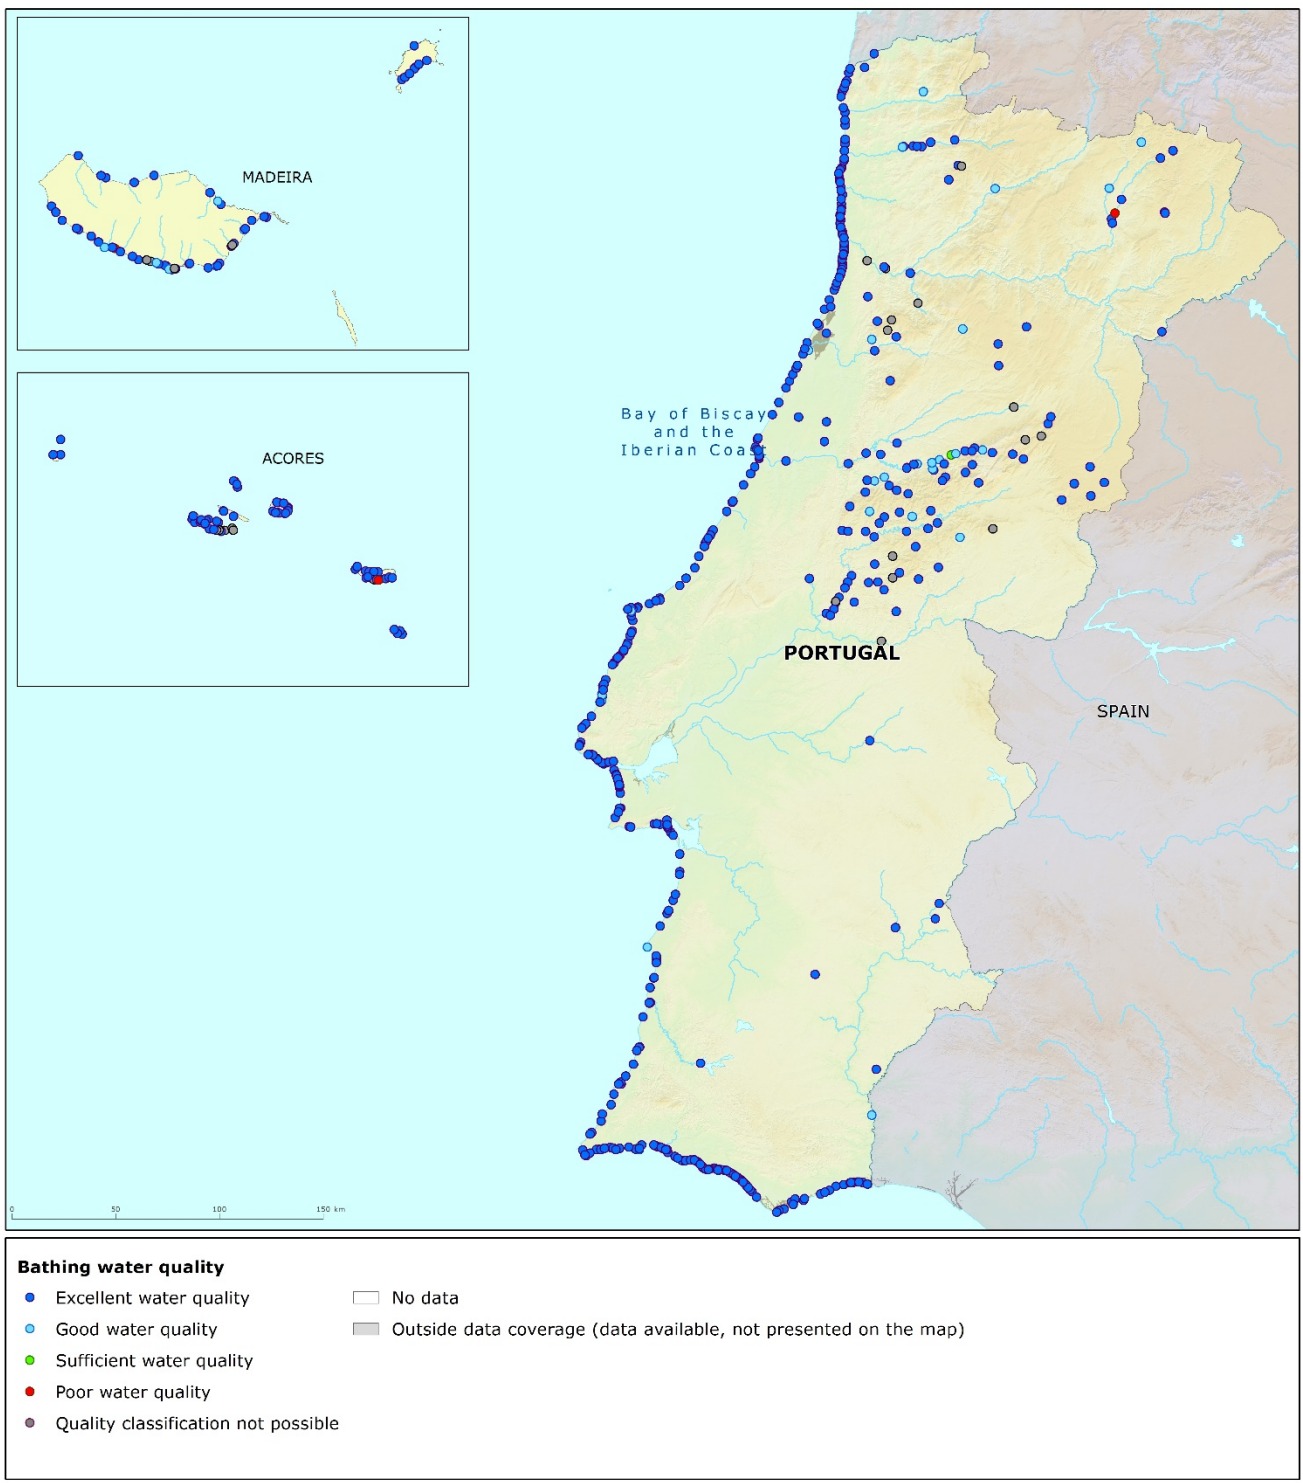 MADEIRA
ACORES
Bay of Biscay
and the
Iberian Coast
PORTUGAL
SPAIN
0 50 100 150 km
Bathing water quality
Excellent water quality
Good water quality
Sufficient water quality
Poor water quality
Quality classification not possible
No data
Outside data coverage (data available, not presented on the map)